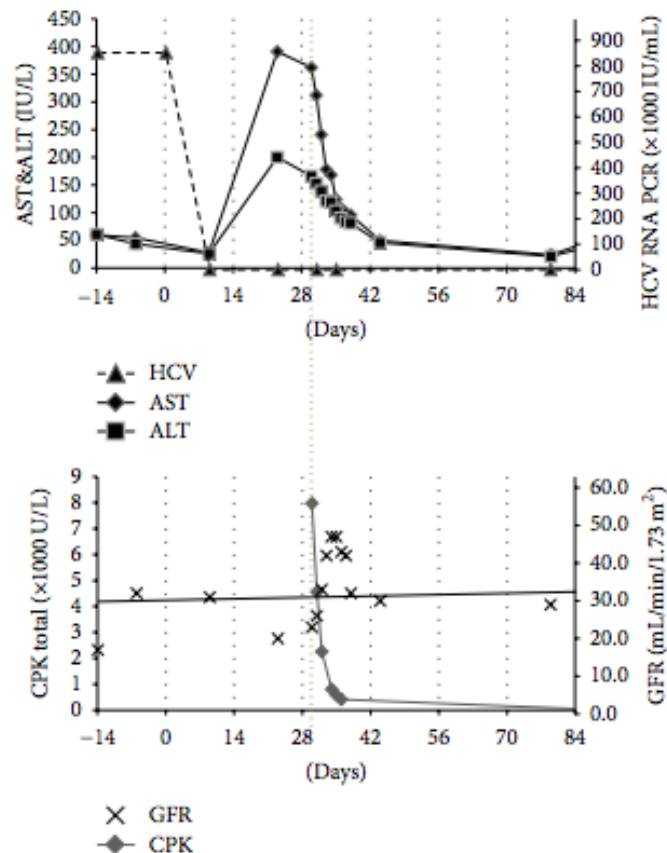 AST&ALT (IU/L)
450
400
350
300
250
200
150
100
50
0
HCV RNA PCR (×1000 IU/mL)
900
800
700
600
500
400
300
200
100
0
−14 0 14 28 42 56 70 84
(Days)
HCV
AST
ALT
CPK total (×1000 U/L)
9
8
7
6
5
4
3
2
1
0
GFR (mL/min/1.73 m²)
60.0
50.0
40.0
30.0
20.0
10.0
0.0
−14 0 14 28 42 56 70 84
(Days)
GFR
CPK